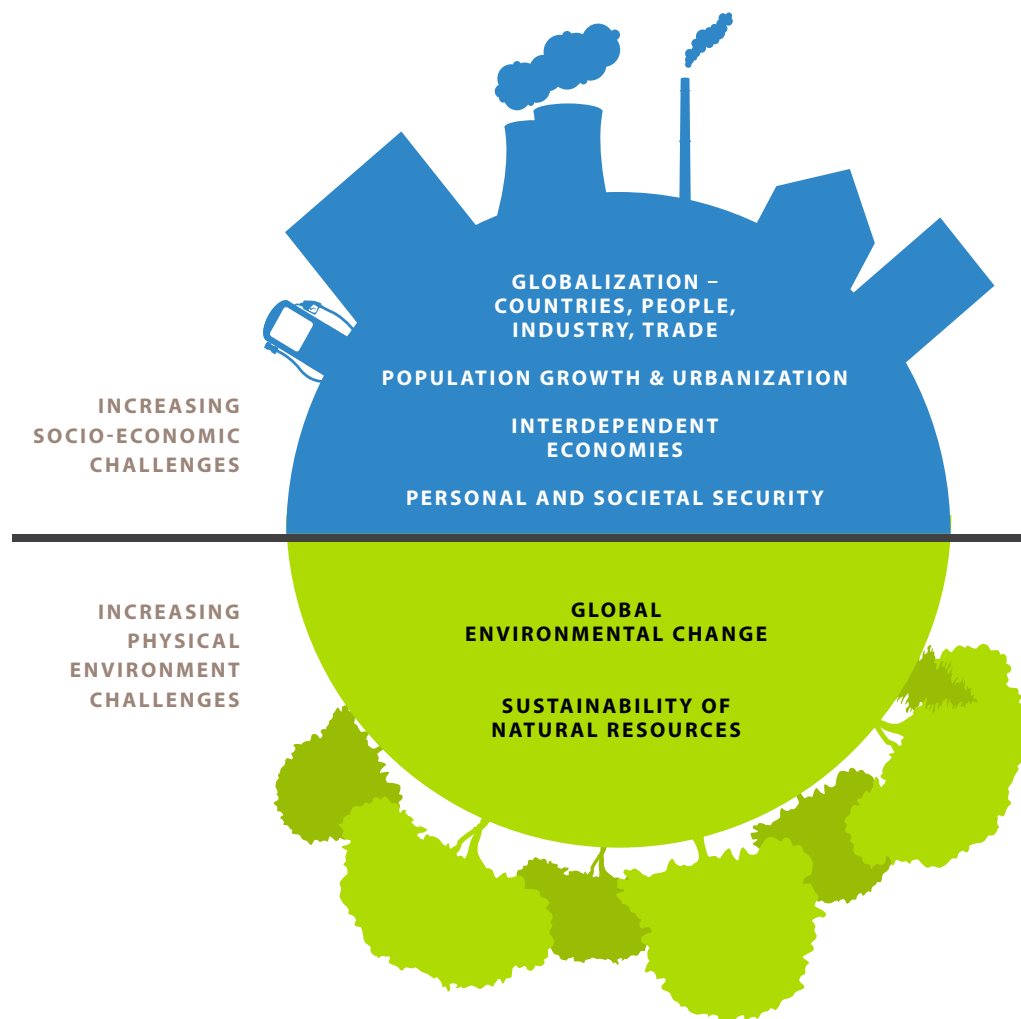 GLOBALIZATION –
COUNTRIES, PEOPLE,
INDUSTRY, TRADE
POPULATION GROWTH & URBANIZATION
INTERDEPENDENT
ECONOMIES
PERSONAL AND SOCIETAL SECURITY
INCREASING
SOCIO-ECONOMIC
CHALLENGES
GLOBAL
ENVIRONMENTAL CHANGE
SUSTAINABILITY OF
NATURAL RESOURCES
INCREASING
PHYSICAL
ENVIRONMENT
CHALLENGES